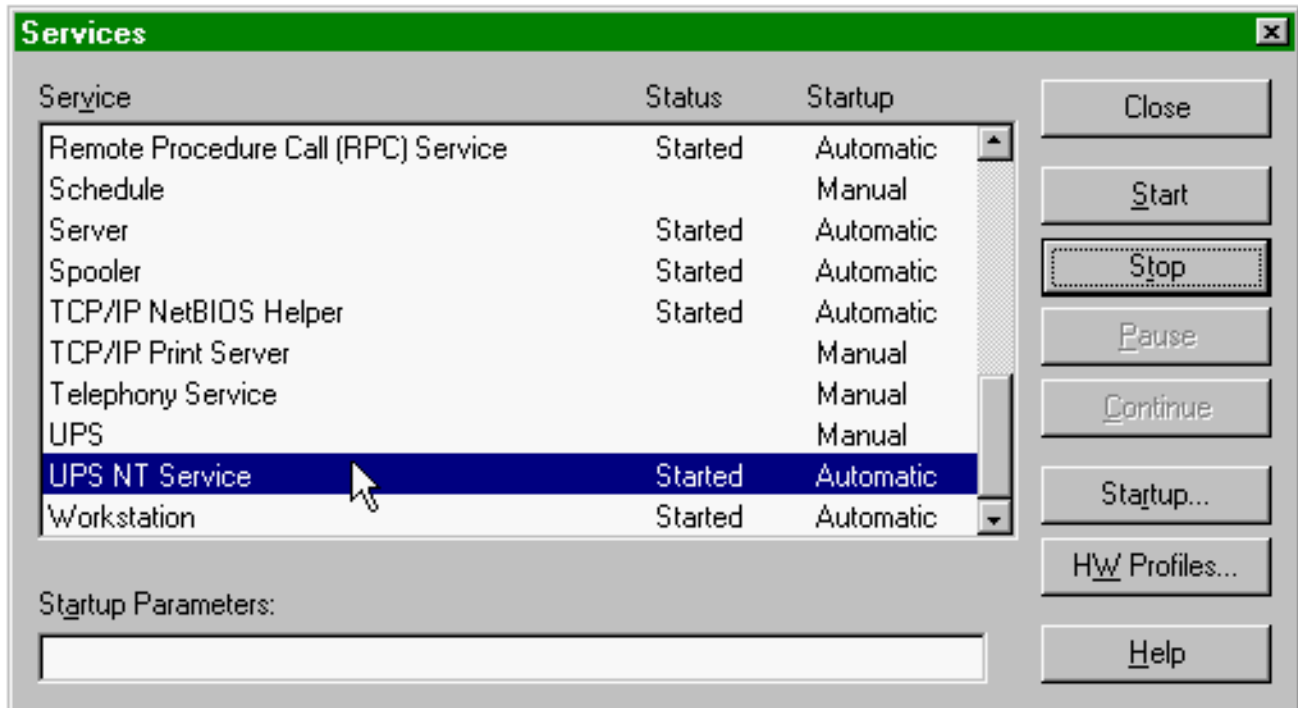 Services
Service Status Startup
Remote Procedure Call (RPC) Service Started Automatic
Schedule Manual
Server Started Automatic
Spooler Started Automatic
TCP/IP NetBIOS Helper Started Automatic
TCP/IP Print Server Manual
Telephony Service Manual
UPS Manual
UPS NT Service Started Automatic
Workstation Started Automatic
Startup Parameters:
Close
Start
Stop
Pause
Continue
Startup...
HW Profiles...
Help